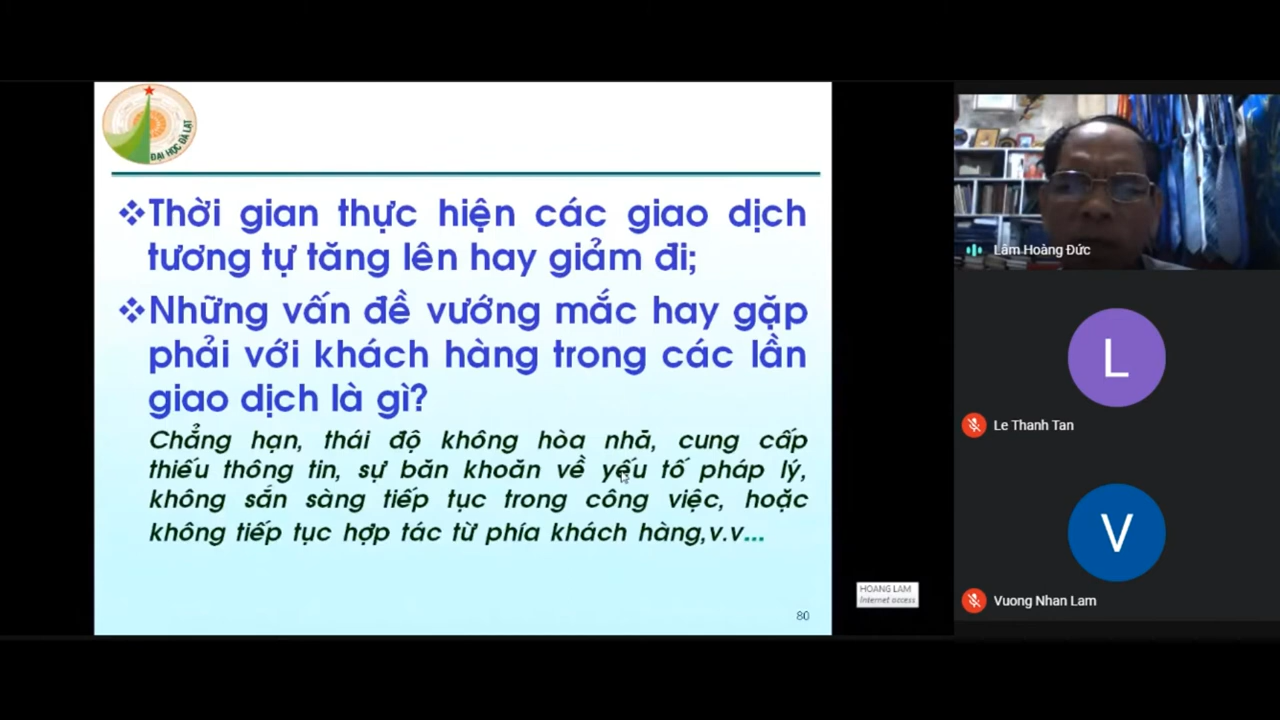 ĐẠI HỌC ĐÀ LẠT
❖Thời gian thực hiện các giao dịch
tương tự tăng lên hay giảm đi;
❖Những vấn đề vướng mắc hay gặp
phải với khách hàng trong các lần
giao dịch là gì?
Chẳng hạn, thái độ không hòa nhã, cung cấp
thiếu thông tin, sự băn khoăn về yếu tố pháp lý,
không sẵn sàng tiếp tục trong công việc, hoặc
không tiếp tục hợp tác từ phía khách hàng,v.v...
80
HOANG LAM
Internet access
Lâm Hoàng Đức
L
Le Thanh Tan
V
Vuong Nhan Lam